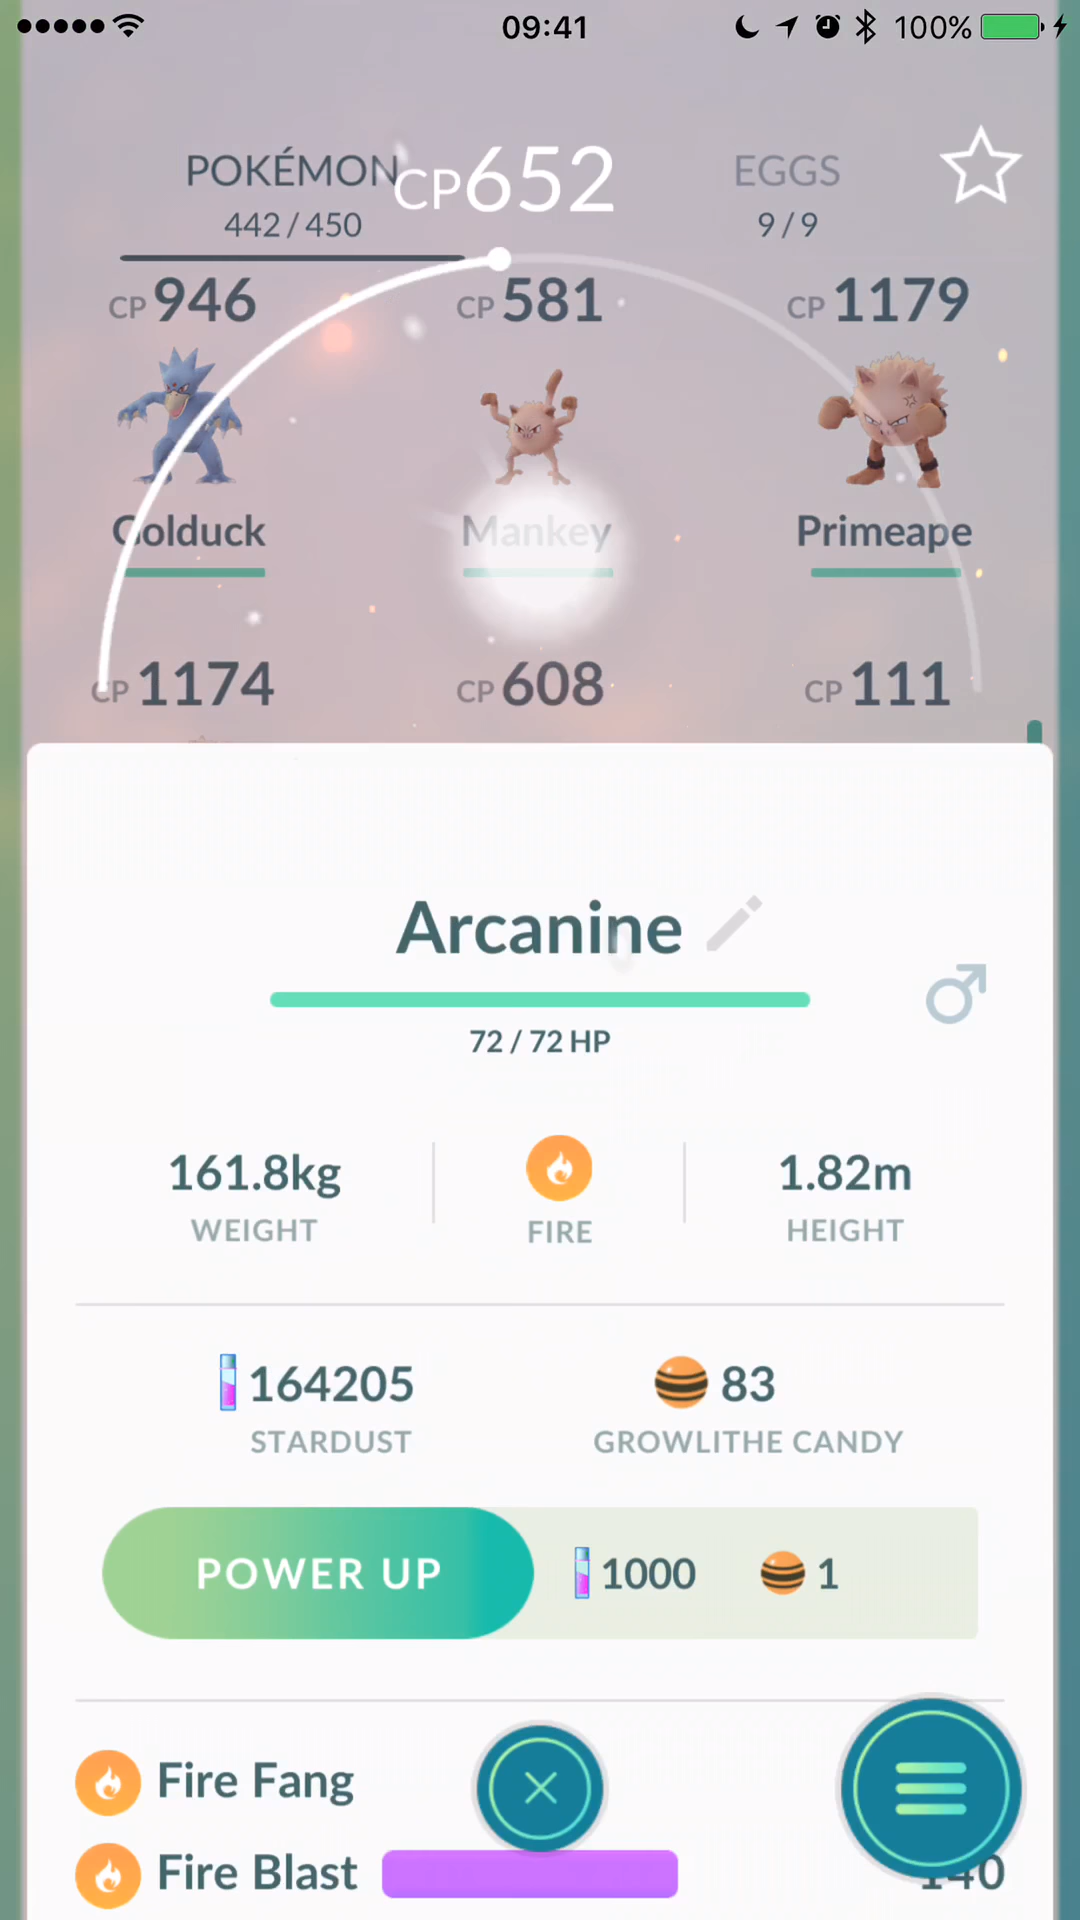 09:41 100%
POKÉMON CP652 EGGS
442 / 450 9 / 9
CP946 CP581 CP1179
Golduck Mankey Primeape
CP1174 CP608 CP111
Arcanine
72 / 72 HP
161.8kg 1.82m
WEIGHT FIRE HEIGHT
164205 83
STARDUST GROWLITHE CANDY
POWER UP 1000 1
Fire Fang
Fire Blast 140